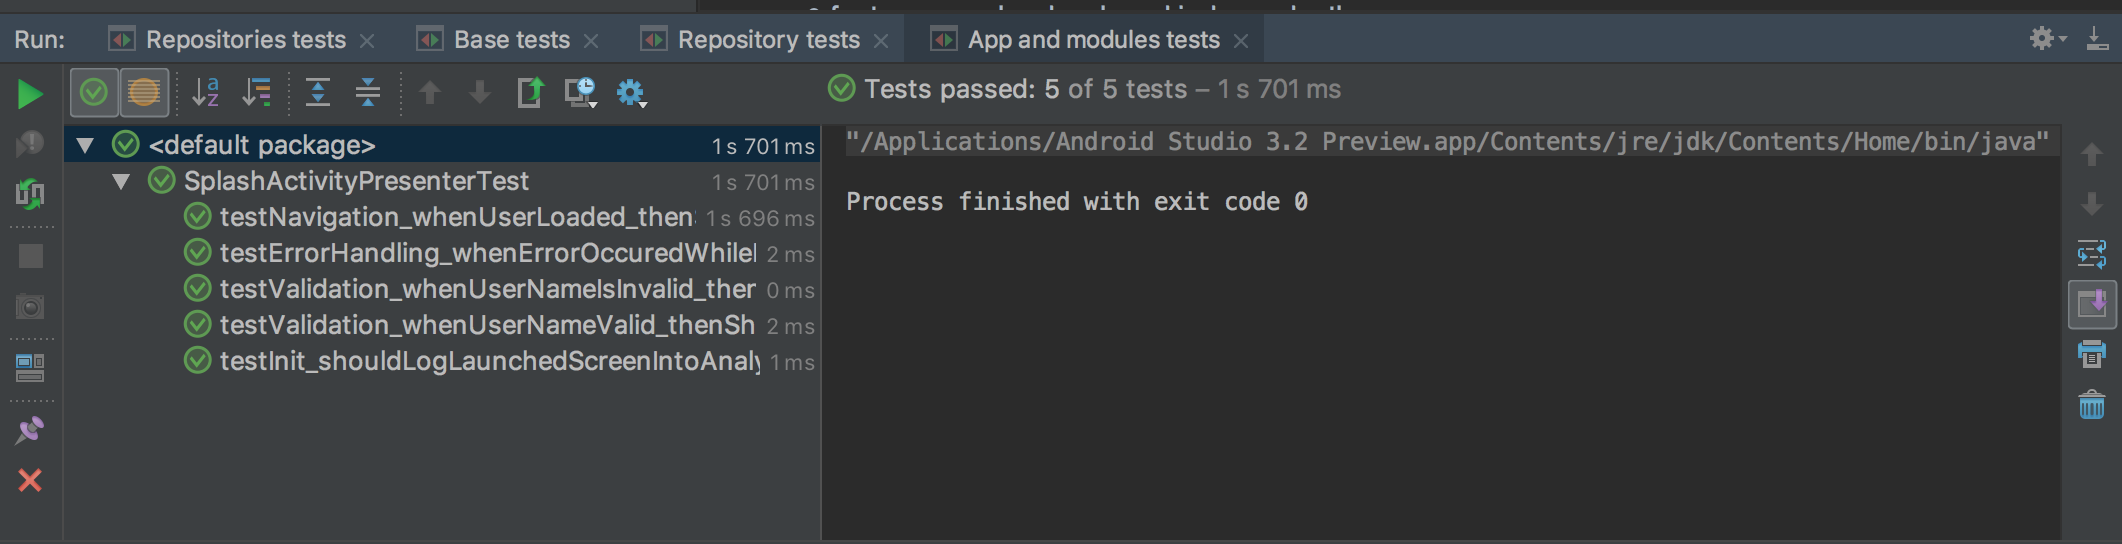 Run: Repositories tests Base tests Repository tests App and modules tests
Tests passed: 5 of 5 tests – 1 s 701 ms
<default package> 1 s 701 ms
SplashActivityPresenterTest 1 s 701 ms
testNavigation_whenUserLoaded_then 1 s 696 ms
testErrorHandling_whenErrorOccuredWhile 2 ms
testValidation_whenUserNameIsInvalid_ther 0 ms
testValidation_whenUserNameValid_thenSh 2 ms
testInit_shouldLogLaunchedScreenIntoAnaly 1 ms
"/Applications/Android Studio 3.2 Preview.app/Contents/jre/jdk/Contents/Home/bin/java"
Process finished with exit code 0